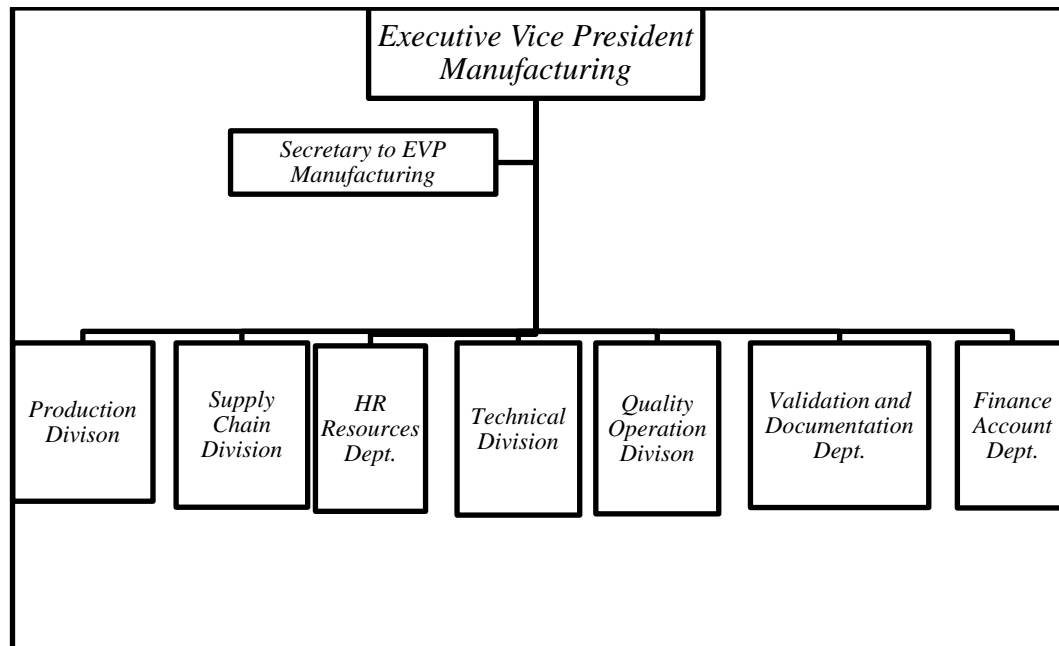 Executive Vice President
Manufacturing
Secretary to EVP
Manufacturing
Production
Divison
Supply
Chain
Division
HR
Resources
Dept.
Technical
Division
Quality
Operation
Divison
Validation and
Documentation
Dept.
Finance
Account
Dept.